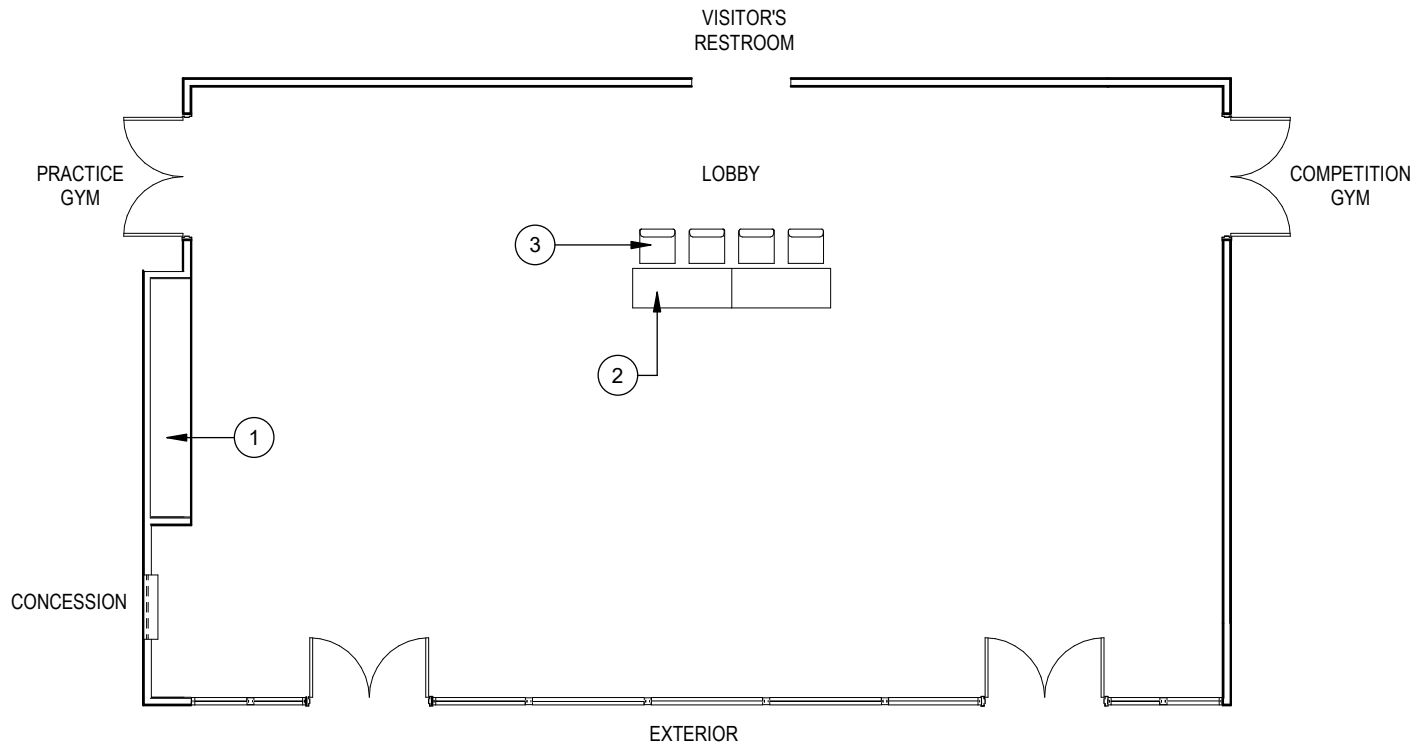 VISITOR'S
RESTROOM
PRACTICE
GYM
LOBBY
COMPETITION
GYM
3
2
1
CONCESSION
EXTERIOR